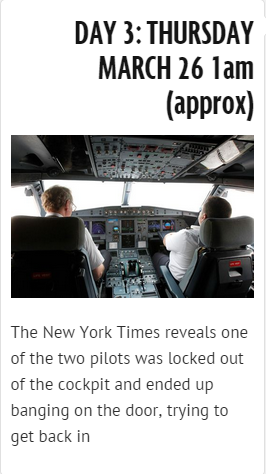 DAY 3: THURSDAY
MARCH 26 1am
(approx)
The New York Times reveals one
of the two pilots was locked out
of the cockpit and ended up
banging on the door, trying to
get back in